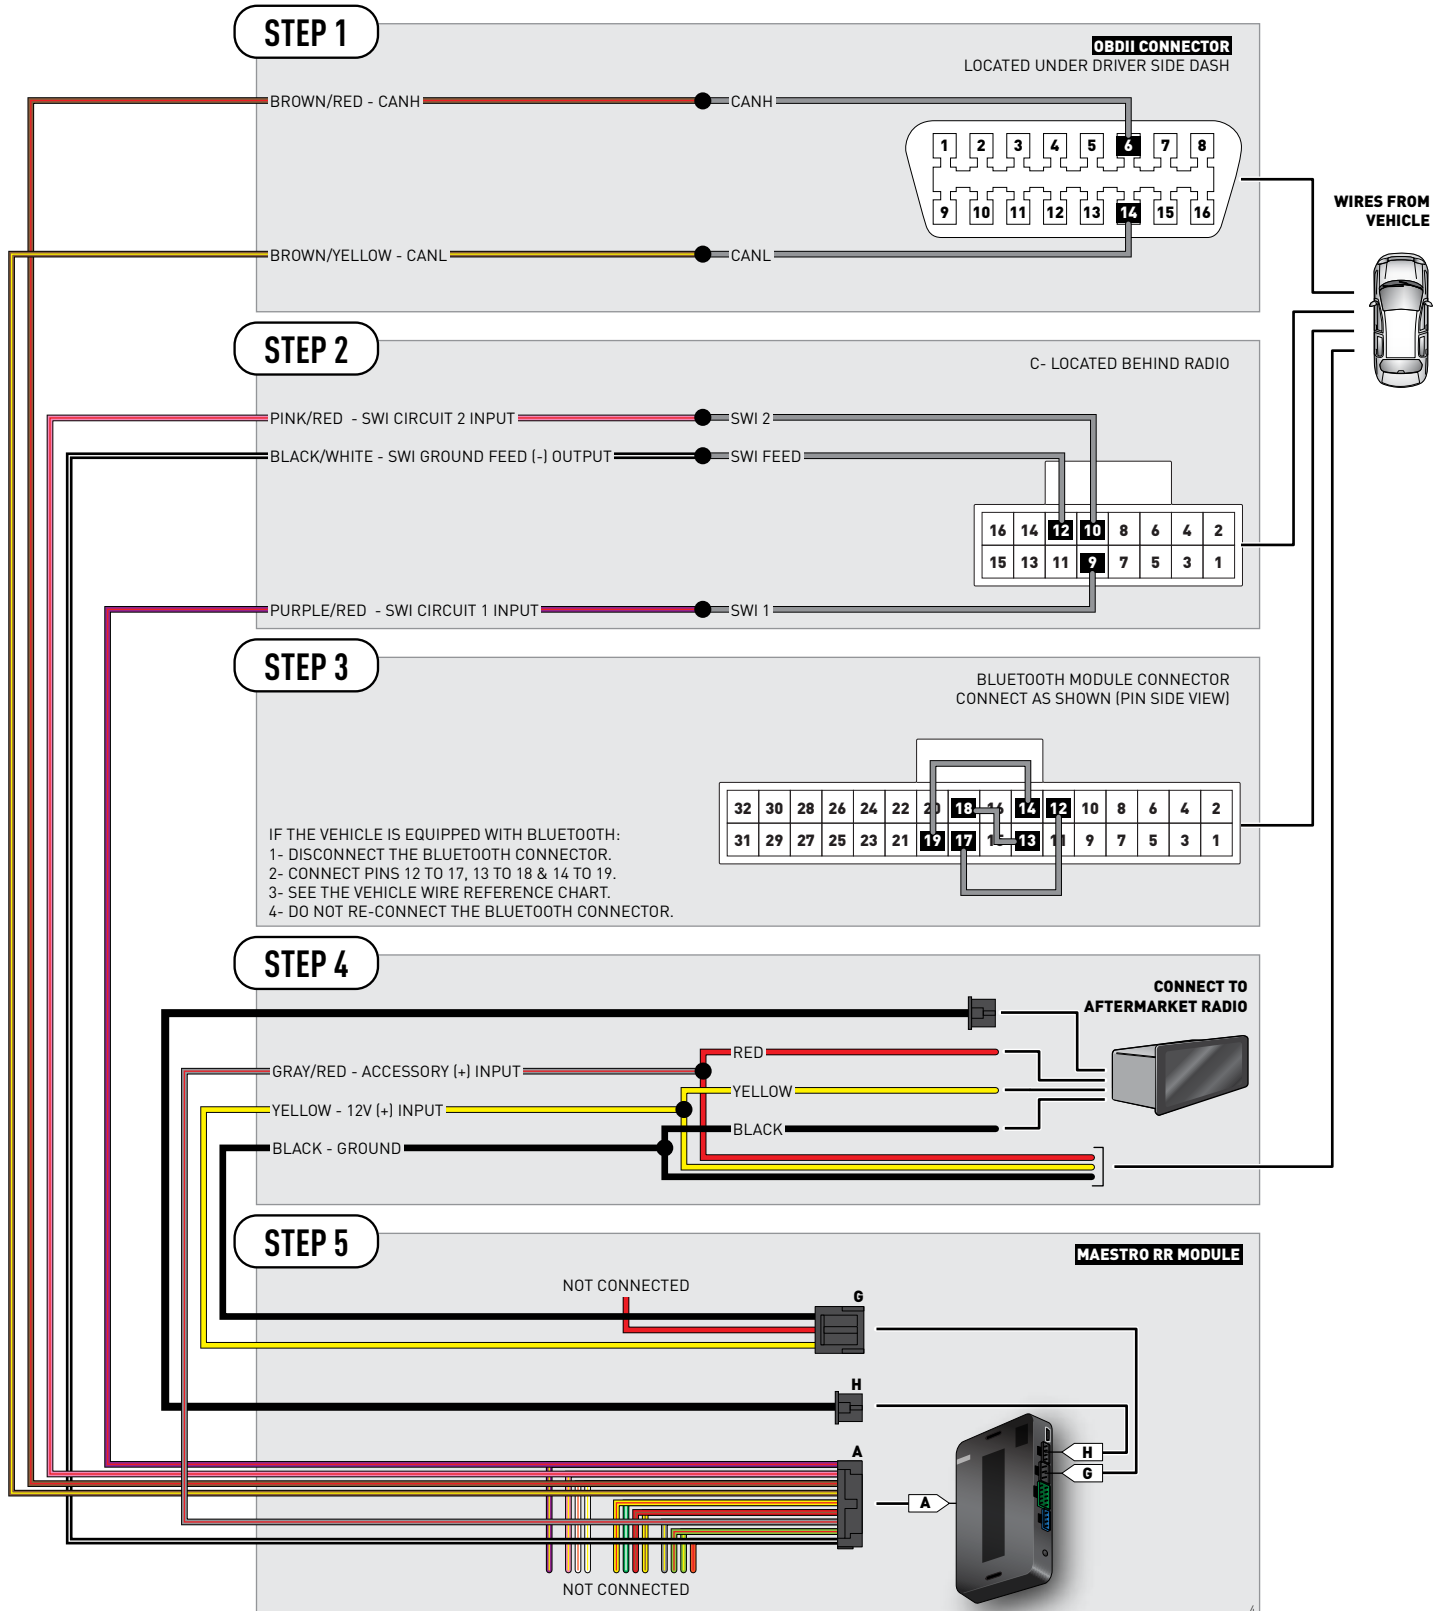 STEP 1
OBDII CONNECTOR
LOCATED UNDER DRIVER SIDE DASH
BROWN/RED - CANH
CANH
1 2 3 4 5 6 7 8
9 10 11 12 13 14 15 16
WIRES FROM
VEHICLE
BROWN/YELLOW - CANL
CANL
STEP 2
C- LOCATED BEHIND RADIO
PINK/RED - SWI CIRCUIT 2 INPUT
SWI 2
BLACK/WHITE - SWI GROUND FEED (-) OUTPUT
SWI FEED
16 14 12 10 8 6 4 2
15 13 11 9 7 5 3 1
PURPLE/RED - SWI CIRCUIT 1 INPUT
SWI 1
STEP 3
BLUETOOTH MODULE CONNECTOR
CONNECT AS SHOWN (PIN SIDE VIEW)
32 30 28 26 24 22 20 18 16 14 12 10 8 6 4 2
31 29 27 25 23 21 19 17 15 13 11 9 7 5 3 1
IF THE VEHICLE IS EQUIPPED WITH BLUETOOTH:
1- DISCONNECT THE BLUETOOTH CONNECTOR.
2- CONNECT PINS 12 TO 17, 13 TO 18 & 14 TO 19.
3- SEE THE VEHICLE WIRE REFERENCE CHART.
4- DO NOT RE-CONNECT THE BLUETOOTH CONNECTOR.
STEP 4
CONNECT TO
AFTERMARKET RADIO
RED
GRAY/RED - ACCESSORY (+) INPUT
YELLOW
YELLOW - 12V (+) INPUT
BLACK
BLACK - GROUND
STEP 5
MAESTRO RR MODULE
NOT CONNECTED
G
H
A
H
G
A
NOT CONNECTED